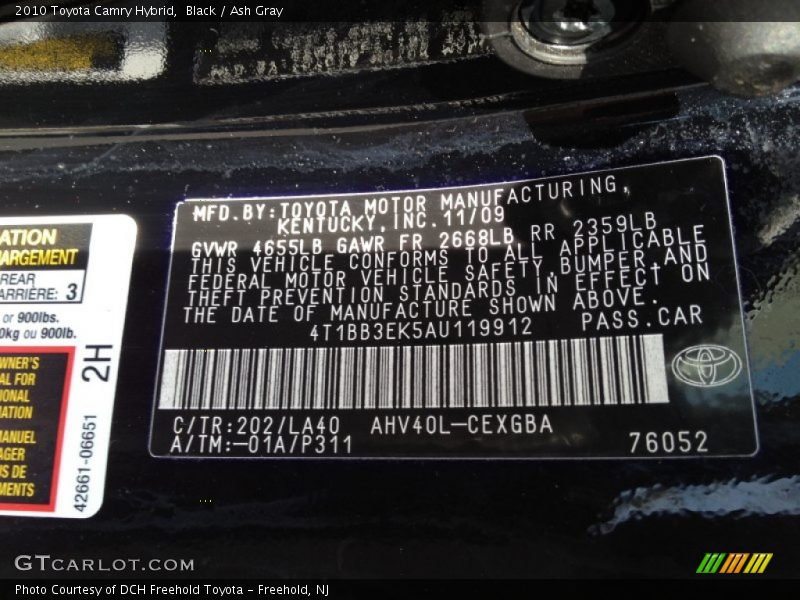 2010 Toyota Camry Hybrid,  Black / Ash Gray
MFD.BY:TOYOTA MOTOR MANUFACTURING,
KENTUCKY,INC.11/09
GVWR 4655LB GAWR FR 2668LB RR 2359LB
THIS VEHICLE CONFORMS TO ALL APPLICABLE
FEDERAL MOTOR VEHICLE SAFETY,BUMPER,AND
THEFT PREVENTION STANDARDS IN EFFECT ON
THE DATE OF MANUFACTURE SHOWN ABOVE.
4T1BB3EK5AU119912 PASS.CAR
C/TR:202/LA40 AHV40L-CEXGBA
A/TM:-01A/P311 76052
ATION
HARGEMENT
REAR
ARRIÈRE: 3
or 900lbs.
0kg ou 900lb.
WNER'S
AL FOR
IONAL
MATION
MANUEL
AGER
US DE
MENTS
2H
42661-06651
GTCARLOT.COM
Photo Courtesy of DCH Freehold Toyota - Freehold, NJ